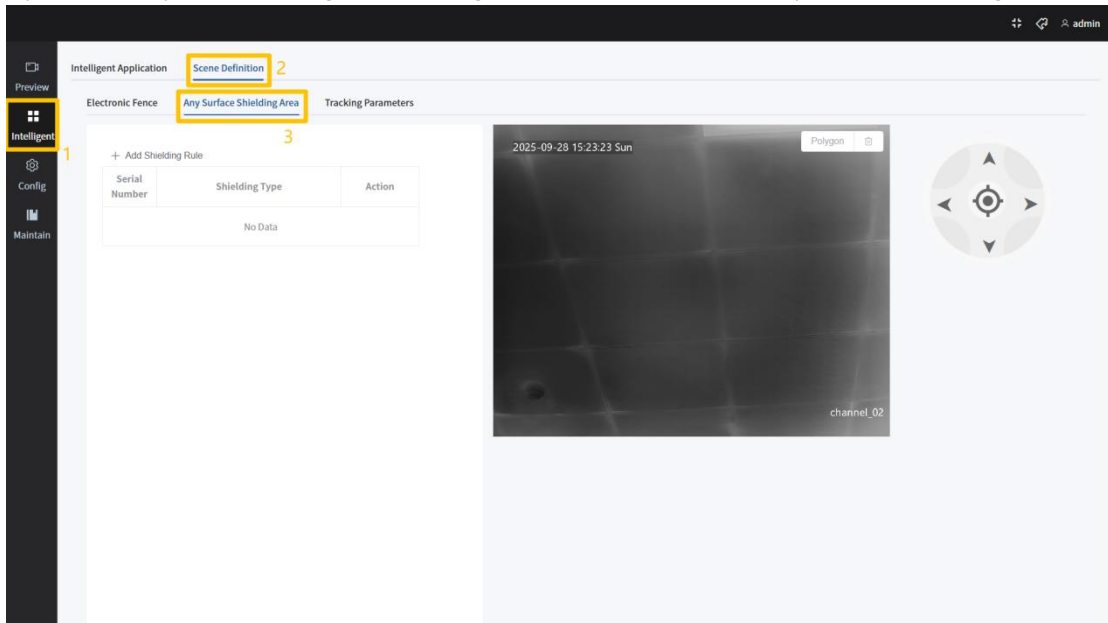 admin
Preview
Intelligent
1
Config
Maintain
Intelligent Application
Scene Definition
2
Electronic Fence
Any Surface Shielding Area
Tracking Parameters
3
+ Add Shielding Rule
Serial Number
Shielding Type
Action
No Data
2025-09-28 15:23:23 Sun
Polygon
channel_02